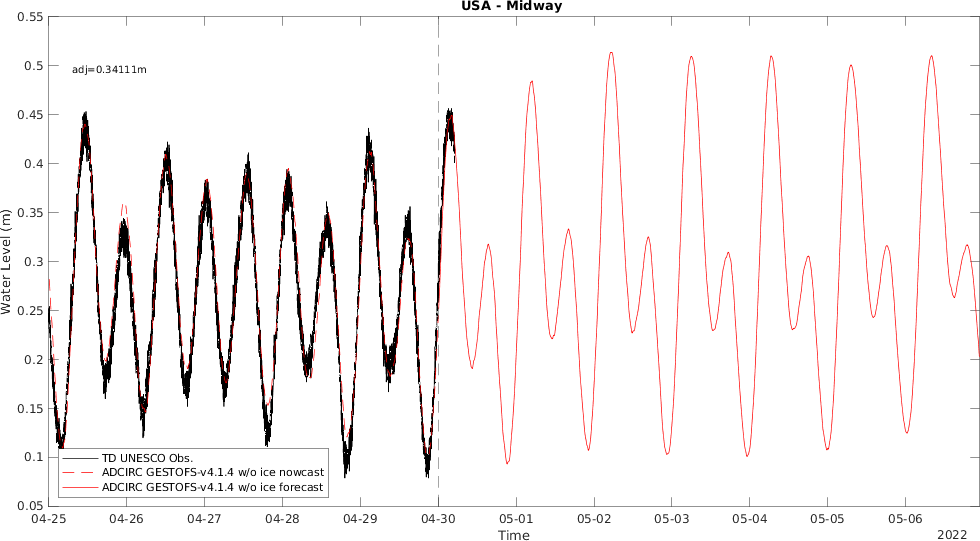 USA - Midway
0.55
0.5
0.45
0.4
0.35
0.3
0.25
0.2
0.15
0.1
0.05
Water Level (m)
adj=0.34111m
TD UNESCO Obs.
ADCIRC GESTOFS-v4.1.4 w/o ice nowcast
ADCIRC GESTOFS-v4.1.4 w/o ice forecast
04-25 04-26 04-27 04-28 04-29 04-30 05-01 05-02 05-03 05-04 05-05 05-06
Time
2022